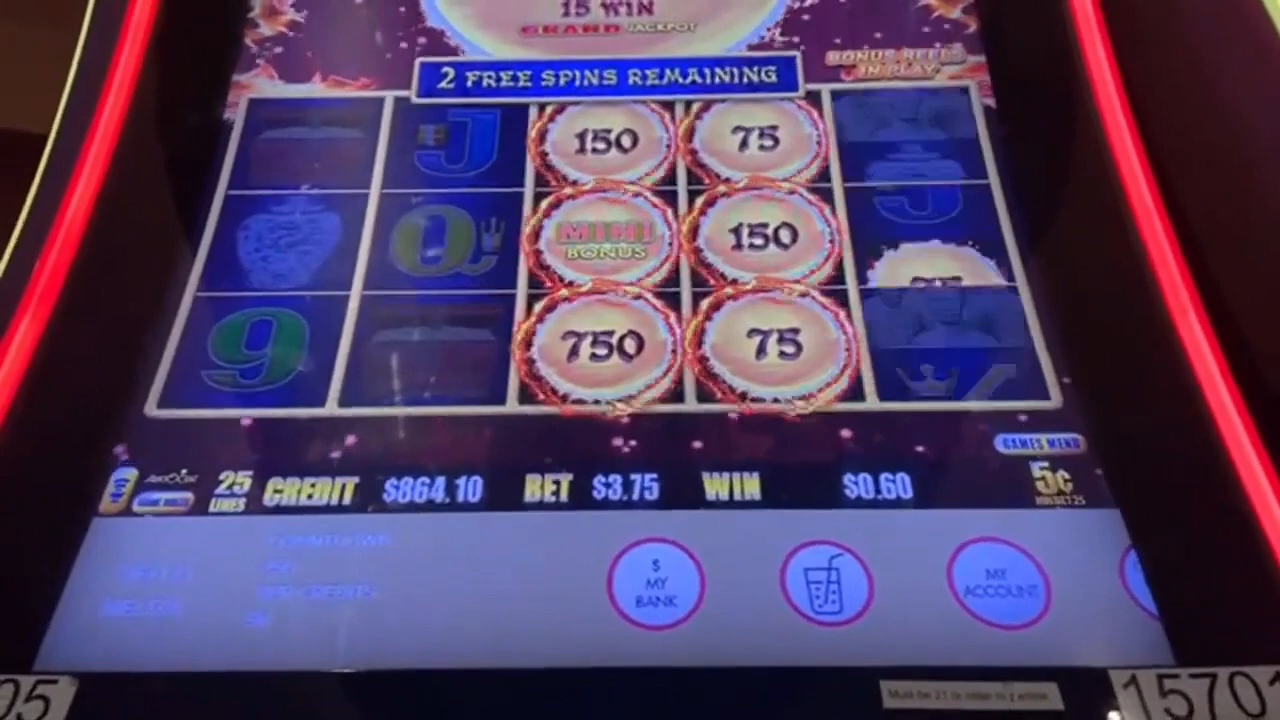 15 WIN
GRAND JACKPOT
BONUS REELS
IN PLAY
2 FREE SPINS REMAINING
J 150 75
J
Q MINI
BONUS 150
9 750 75
GAMES MENU
25
LINES CREDIT $864.10 BET $3.75 WIN $0.60 5¢
$
MY
BANK
MY
ACCOUNT
05
15701